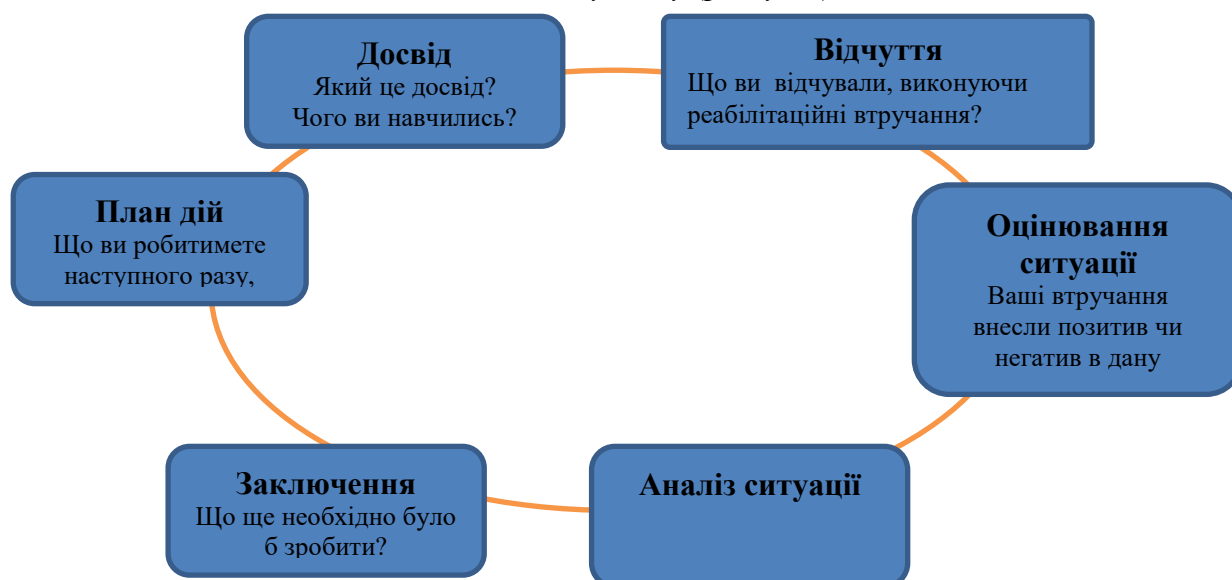 Досвід
Який це досвід?
Чого ви навчились?
Відчуття
Що ви відчували, виконуючи
реабілітаційні втручання?
Оцінювання
ситуації
Ваші втручання
внесли позитив чи
негатив в дану
Аналіз ситуації
Заключення
Що ще необхідно було
б зробити?
План дій
Що ви робитимете
наступного разу,